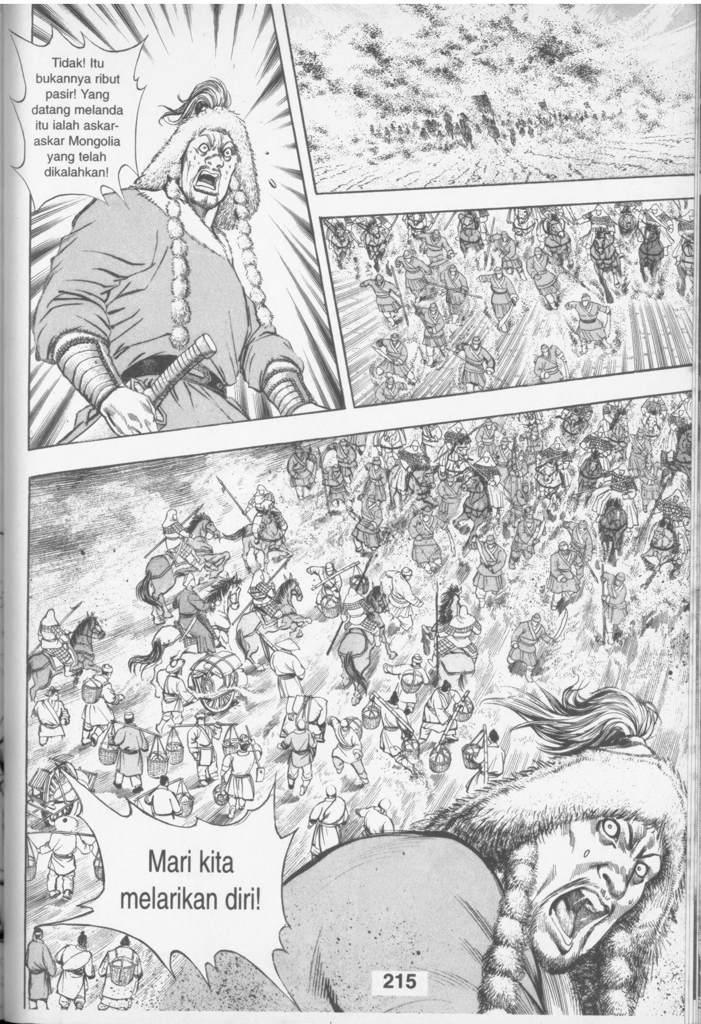 Tidak! Itu
bukannya ribut
pasir! Yang
datang melanda
itu ialah askar-
askar Mongolia
yang telah
dikalahkan!
Mari kita
melarikan diri!
215